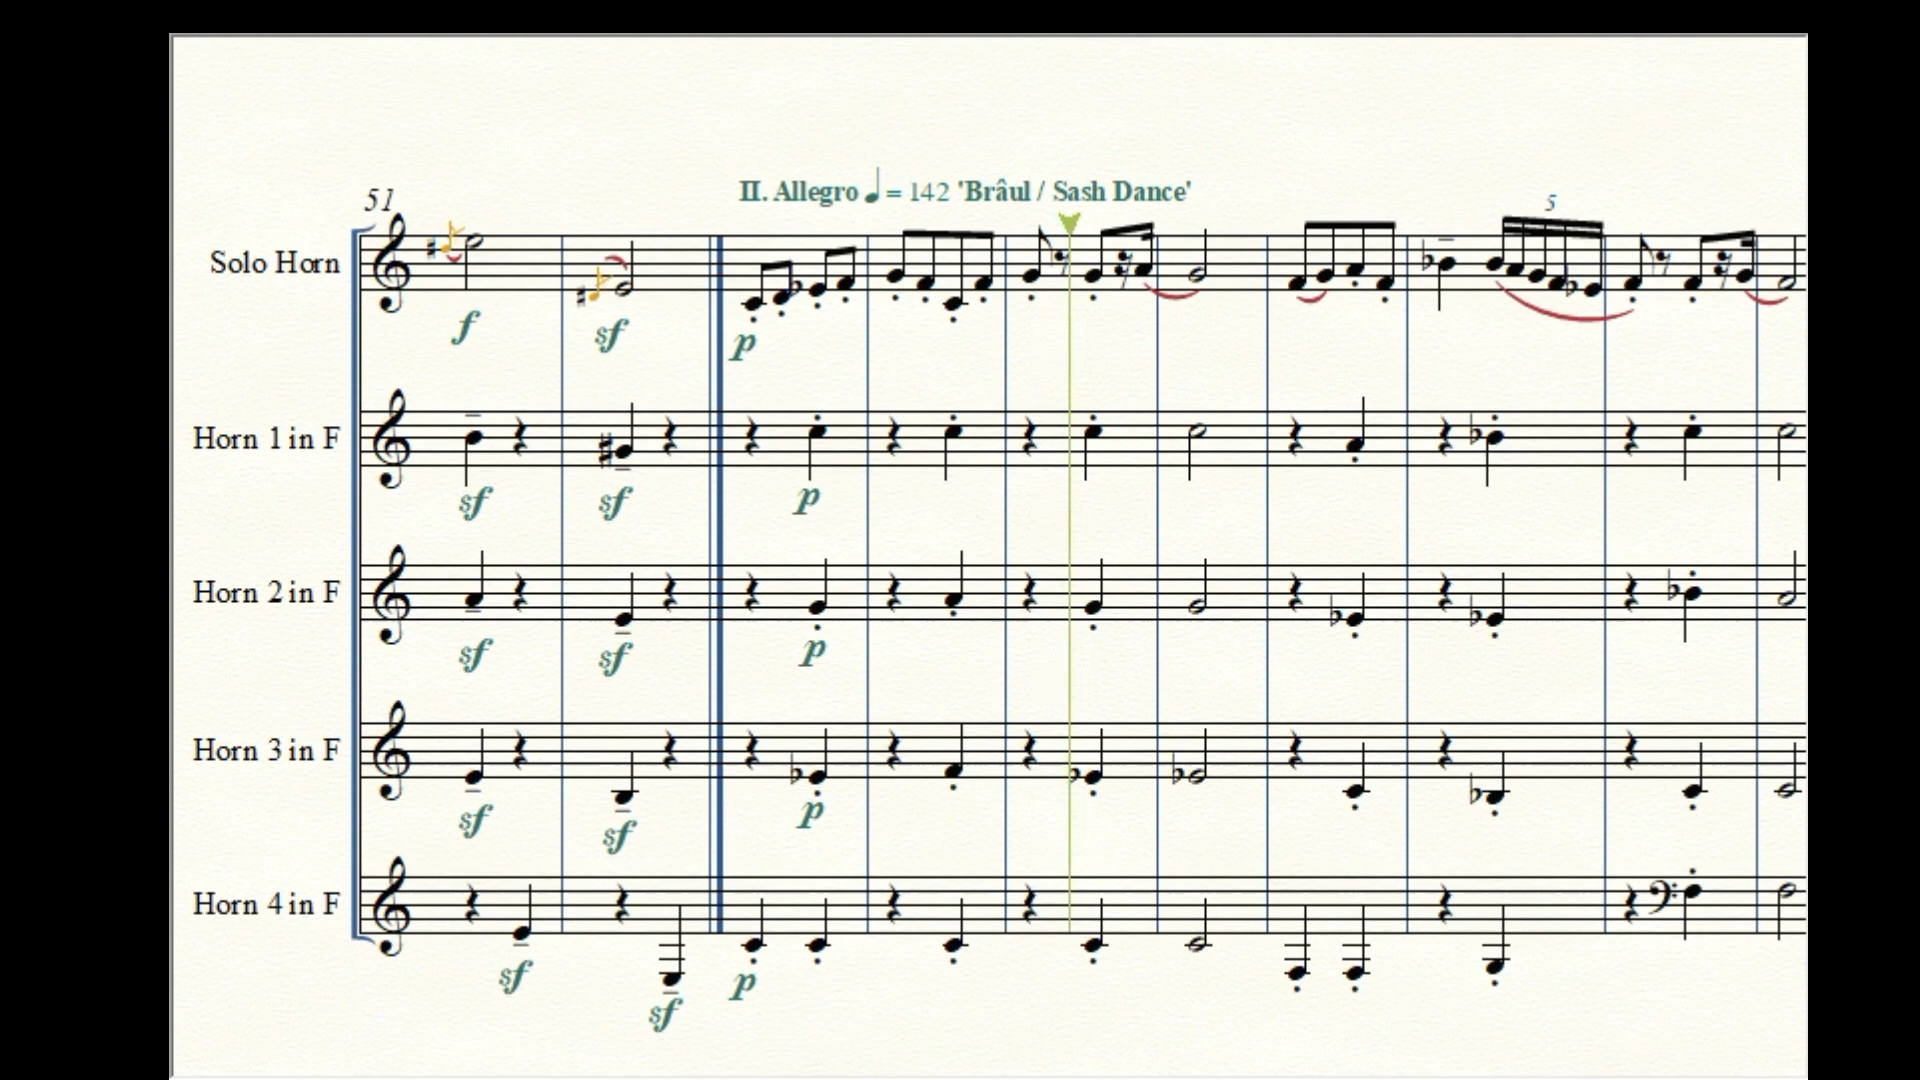 II. Allegro ♩ = 142 'Brâul / Sash Dance'
51
5
Solo Horn
f sf p
Horn 1 in F
sf sf p
Horn 2 in F
sf sf p
Horn 3 in F
sf sf p
Horn 4 in F
sf sf p